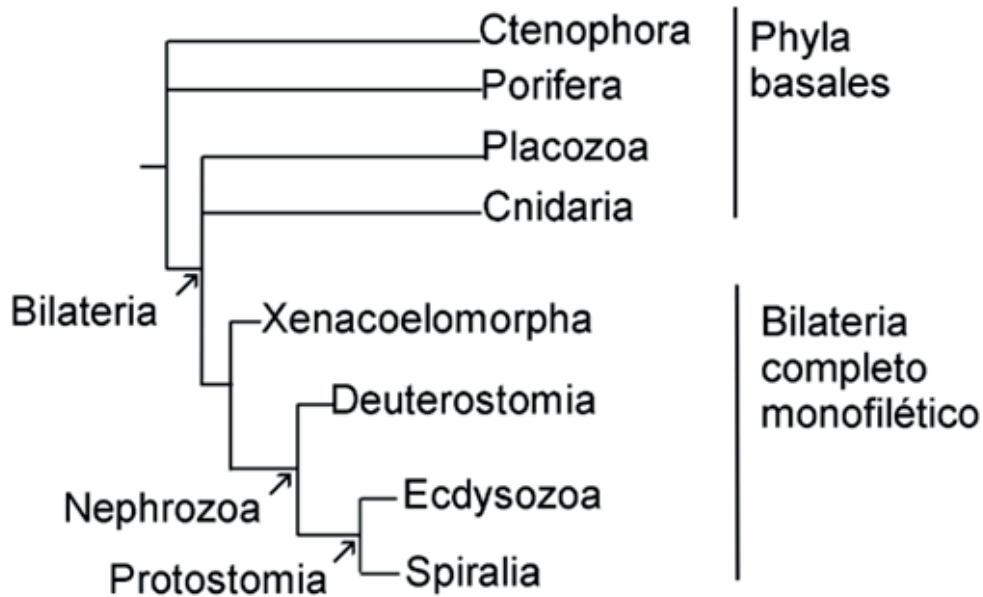 Ctenophora
Porifera
Placozoa
Cnidaria
Phyla
basales
Bilateria
Xenacoelomorpha
Deuterostomia
Nephrozoa
Ecdysozoa
Protostomia
Spiralia
Bilateria
completo
monofilético